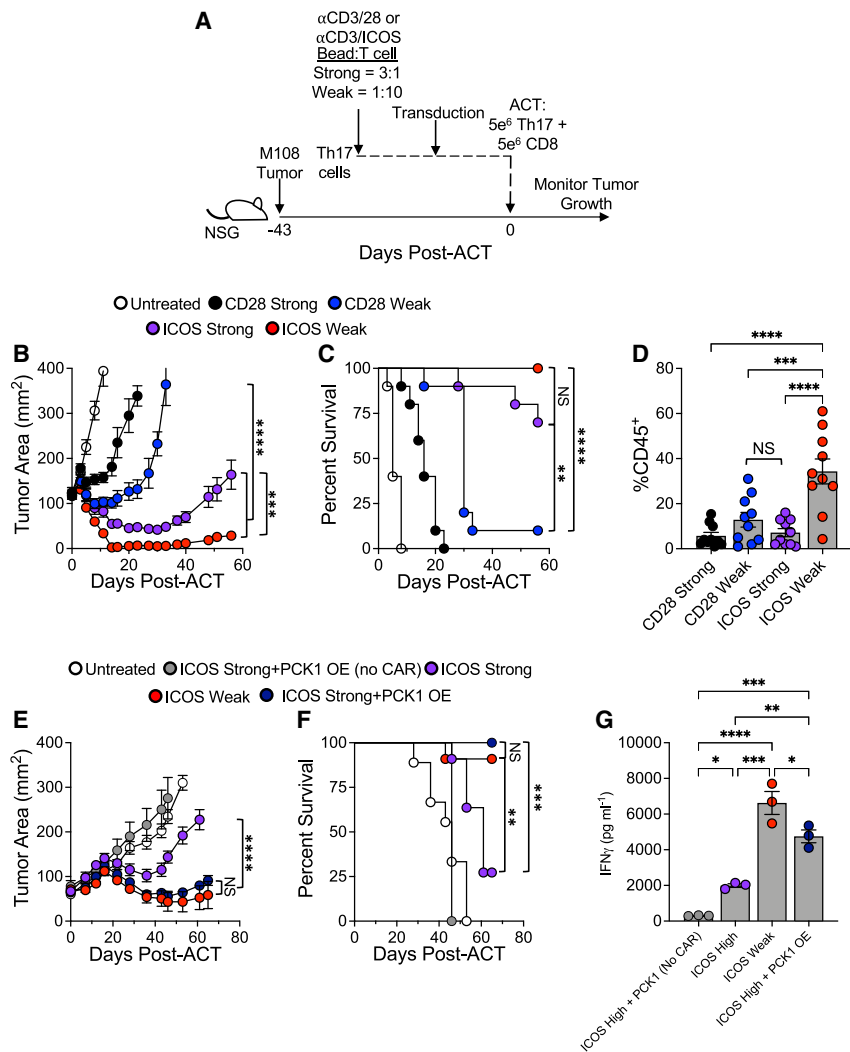 A
αCD3/28 or
αCD3/ICOS
Bead:T cell
Strong = 3:1
Weak = 1:10
Transduction
ACT:
5e⁶ Th17 +
5e⁶ CD8
M108
Tumor
Th17
cells
Monitor Tumor
Growth
NSG
-43
0
Days Post-ACT
Untreated CD28 Strong CD28 Weak
ICOS Strong ICOS Weak
B
Tumor Area (mm²)
400
300
200
100
0
0 20 40 60
Days Post-ACT
****
***
C
Percent Survival
100
75
50
25
0
0 20 40 60
Days Post-ACT
NS
**
****
D
%CD45⁺
80
60
40
20
0
****
***
****
NS
CD28 Strong
CD28 Weak
ICOS Strong
ICOS Weak
Untreated ICOS Strong+PCK1 OE (no CAR) ICOS Strong
ICOS Weak ICOS Strong+PCK1 OE
E
Tumor Area (mm²)
400
300
200
100
0
0 20 40 60 80
Days Post-ACT
****
NS
F
Percent Survival
100
75
50
25
0
0 20 40 60 80
Days Post-ACT
NS
**
***
G
IFNγ (pg ml⁻¹)
10000
8000
6000
4000
2000
0
***
**
****
* *** *
ICOS High + PCK1 (No CAR)
ICOS High
ICOS Weak
ICOS High + PCK1 OE